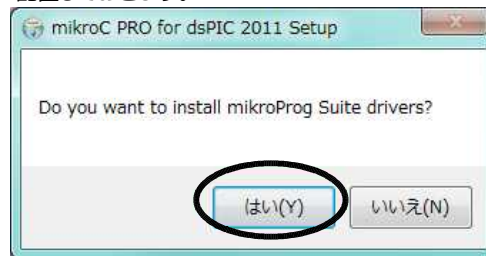 mikroC PRO for dsPIC 2011 Setup
Do you want to install mikroProg Suite drivers?
はい(Y)
いいえ(N)